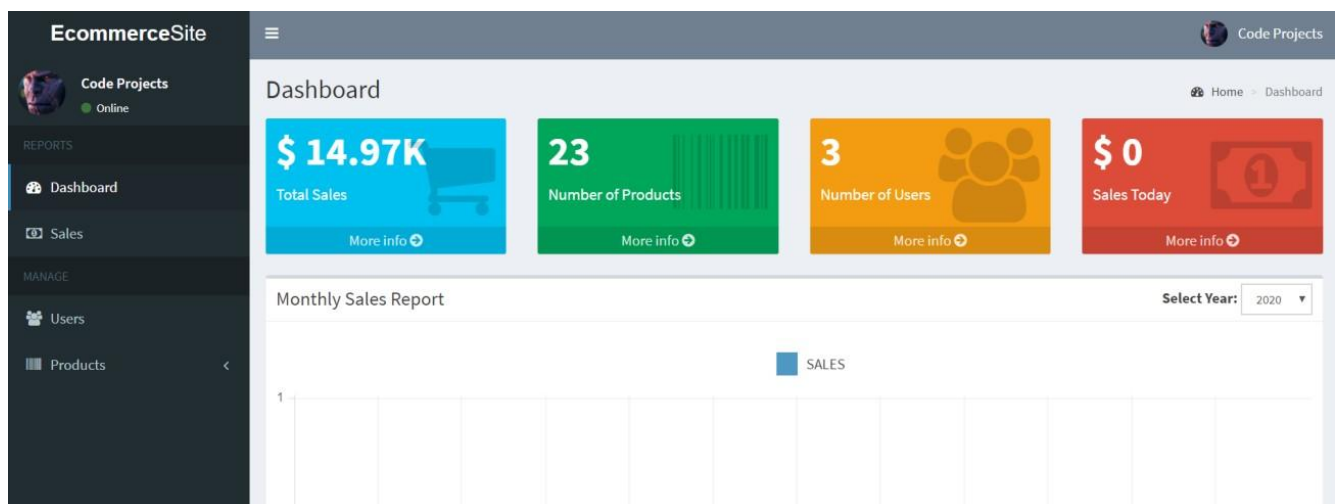 EcommerceSite
Code Projects
Code Projects
Online
REPORTS
Dashboard
Sales
MANAGE
Users
Products
Dashboard
Home > Dashboard
$ 14.97K
Total Sales
More info
23
Number of Products
More info
3
Number of Users
More info
$ 0
Sales Today
1
More info
Monthly Sales Report
Select Year: 2020
SALES
1